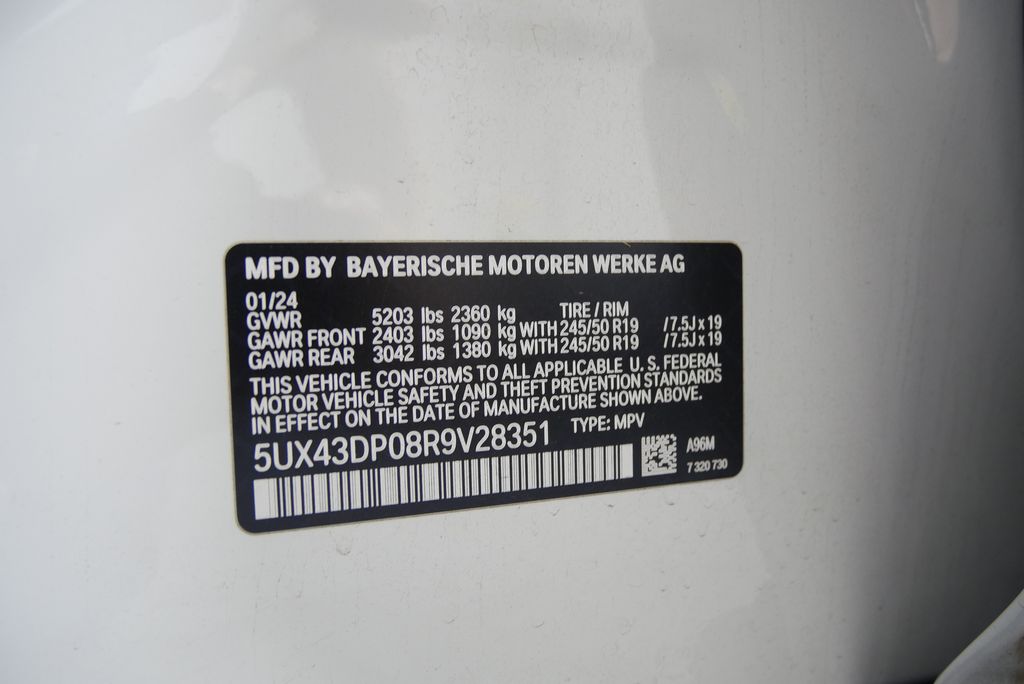 MFD BY BAYERISCHE MOTOREN WERKE AG
01/24 TIRE / RIM
GVWR 5203 lbs 2360 kg
GAWR FRONT 2403 lbs 1090 kg WITH 245/50 R19 /7.5J x 19
GAWR REAR 3042 lbs 1380 kg WITH 245/50 R19 /7.5J x 19
THIS VEHICLE CONFORMS TO ALL APPLICABLE U. S. FEDERAL
MOTOR VEHICLE SAFETY AND THEFT PREVENTION STANDARDS
IN EFFECT ON THE DATE OF MANUFACTURE SHOWN ABOVE.
5UX43DP08R9V28351 TYPE: MPV
A96M
7 320 730